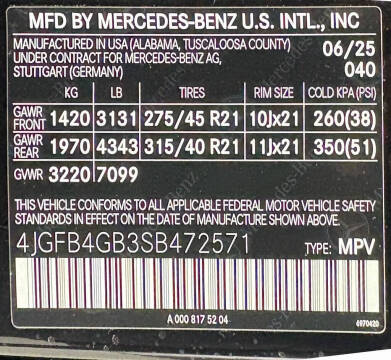 MFD BY MERCEDES-BENZ U.S. INTL., INC
MANUFACTURED IN USA (ALABAMA, TUSCALOOSA COUNTY) 06/25
UNDER CONTRACT FOR MERCEDES-BENZ AG,
STUTTGART (GERMANY) 040
KG LB TIRES RIM SIZE COLD KPA(PSI)
GAWR FRONT 1420 3131 275/45 R21 10Jx21 260(38)
GAWR REAR 1970 4343 315/40 R21 11Jx21 350(51)
GVWR 3220 7099
THIS VEHICLE CONFORMS TO ALL APPLICABLE FEDERAL MOTOR VEHICLE SAFETY
STANDARDS IN EFFECT ON THE DATE OF MANUFACTURE SHOWN ABOVE.
4JGFB4GB3SB472571 TYPE: MPV
A 000 817 52 04
6970420